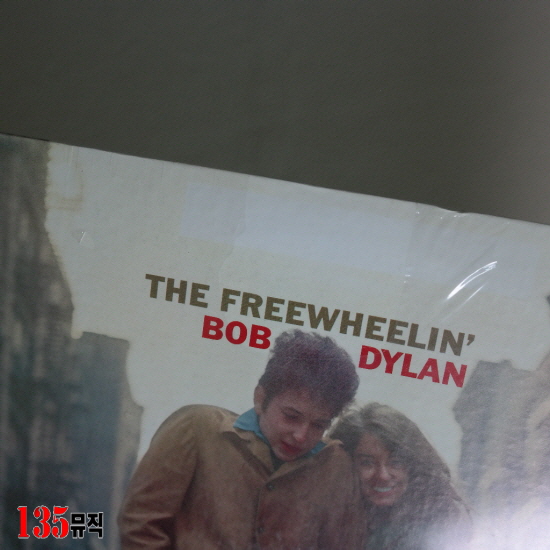 THE FREEWHEELIN'
BOB DYLAN
135뮤직